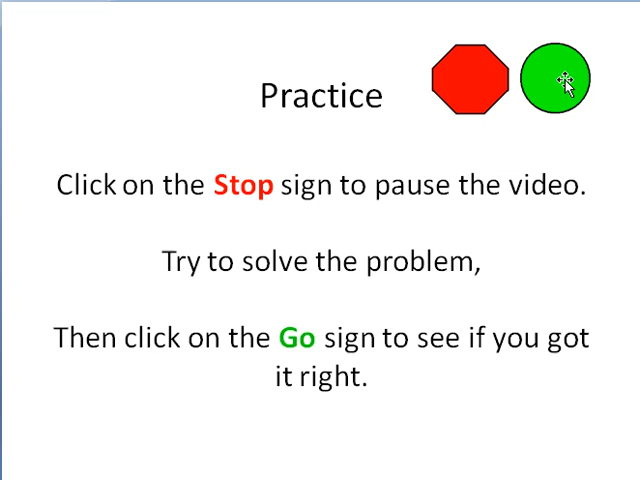 Practice
Click on the Stop sign to pause the video.
Try to solve the problem,
Then click on the Go sign to see if you got
it right.